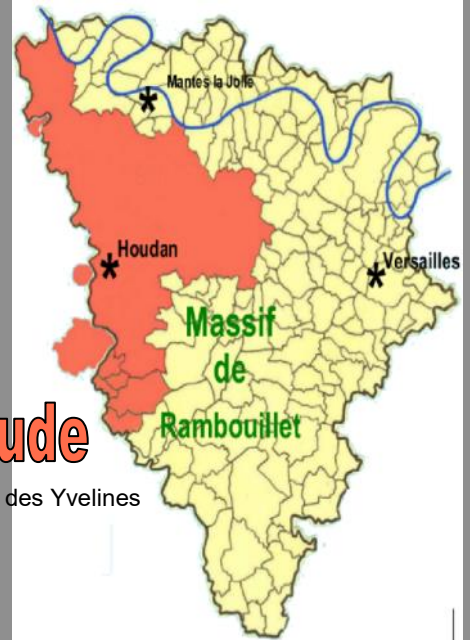 Mantes la Jolie
* 
* Houdan
* Versailles
Massif
de
Rambouillet
ude
des Yvelines